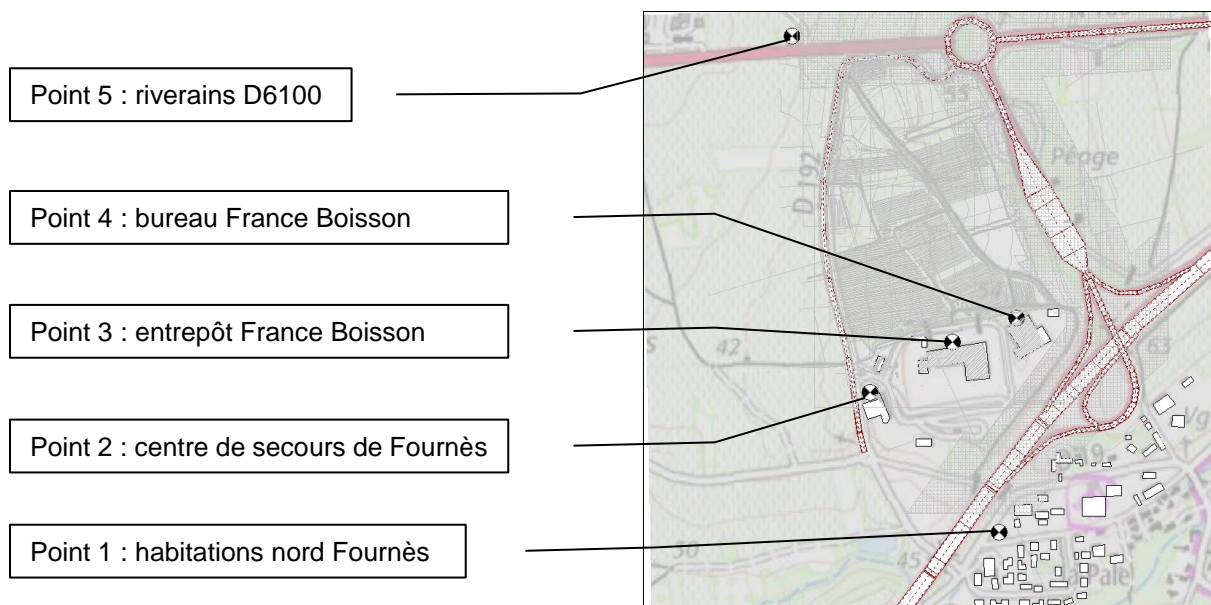 Point 5 : riverains D6100
Point 4 : bureau France Boisson
Point 3 : entrepôt France Boisson
Point 2 : centre de secours de Fournès
Point 1 : habitations nord Fournès
55
Péage
D 192
42
63
50
45